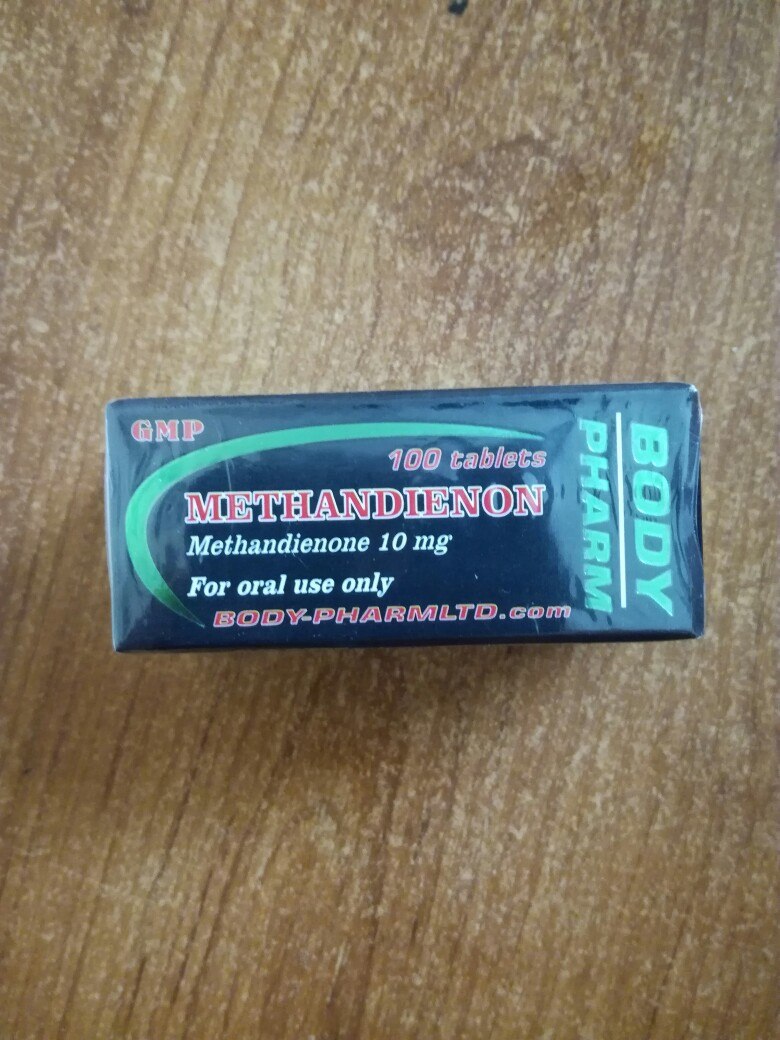 GMP
100 tablets
METHANDIENON
Methandienone 10 mg
For oral use only
BODY-PHARMLTD.com
BODY
PHARM